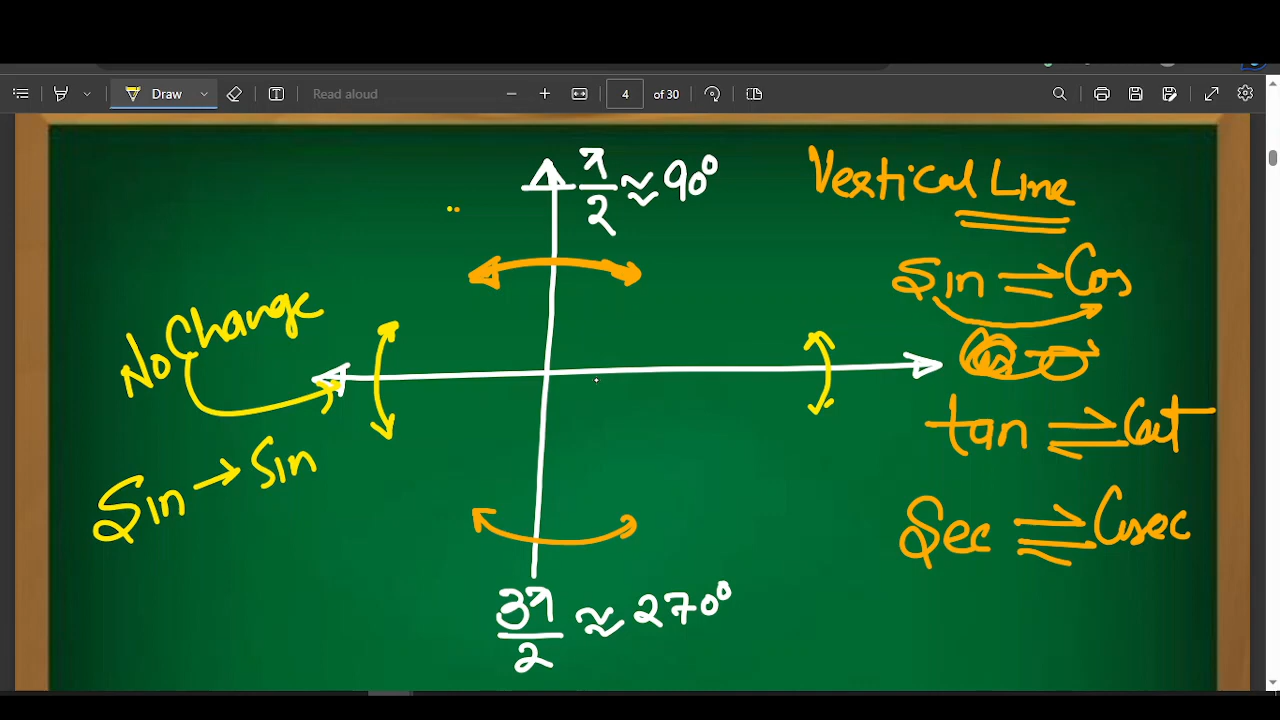 Draw
Read aloud
4 of 30
π/2 ≈ 90°
Vertical Line
Sin ⇌ Cos
No Change
tan ⇌ Cot
Sin → Sin
Sec ⇌ Cosec
3π/2 ≈ 270°